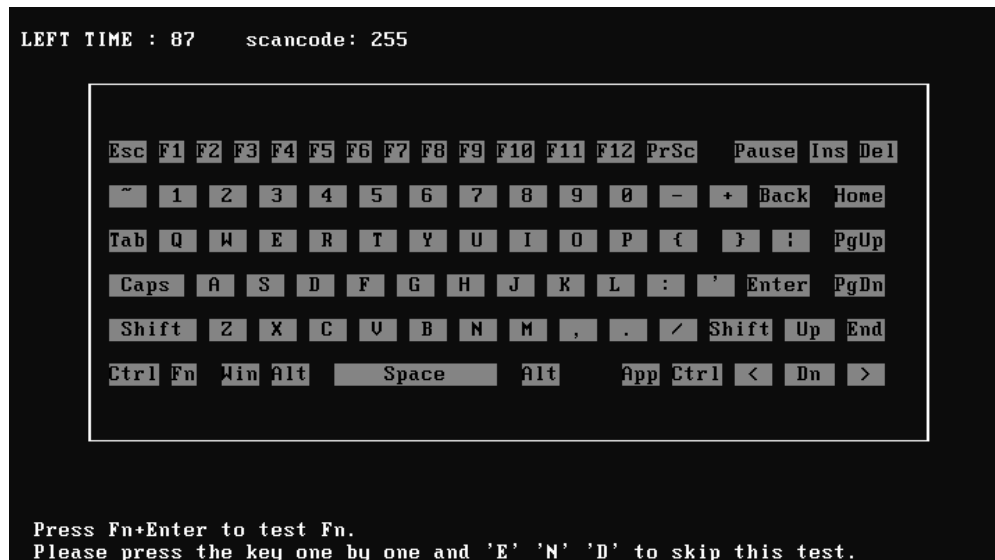 LEFT TIME : 87 scancode: 255
Esc F1 F2 F3 F4 F5 F6 F7 F8 F9 F10 F11 F12 PrSc Pause Ins Del
~ 1 2 3 4 5 6 7 8 9 0 - + Back Home
Tab Q W E R T Y U I O P { } ¦ PgUp
Caps A S D F G H J K L : ' Enter PgDn
Shift Z X C V B N M , . / Shift Up End
Ctrl Fn Win Alt Space Alt App Ctrl < Dn >
Press Fn+Enter to test Fn.
Please press the key one by one and 'E' 'N' 'D' to skip this test.